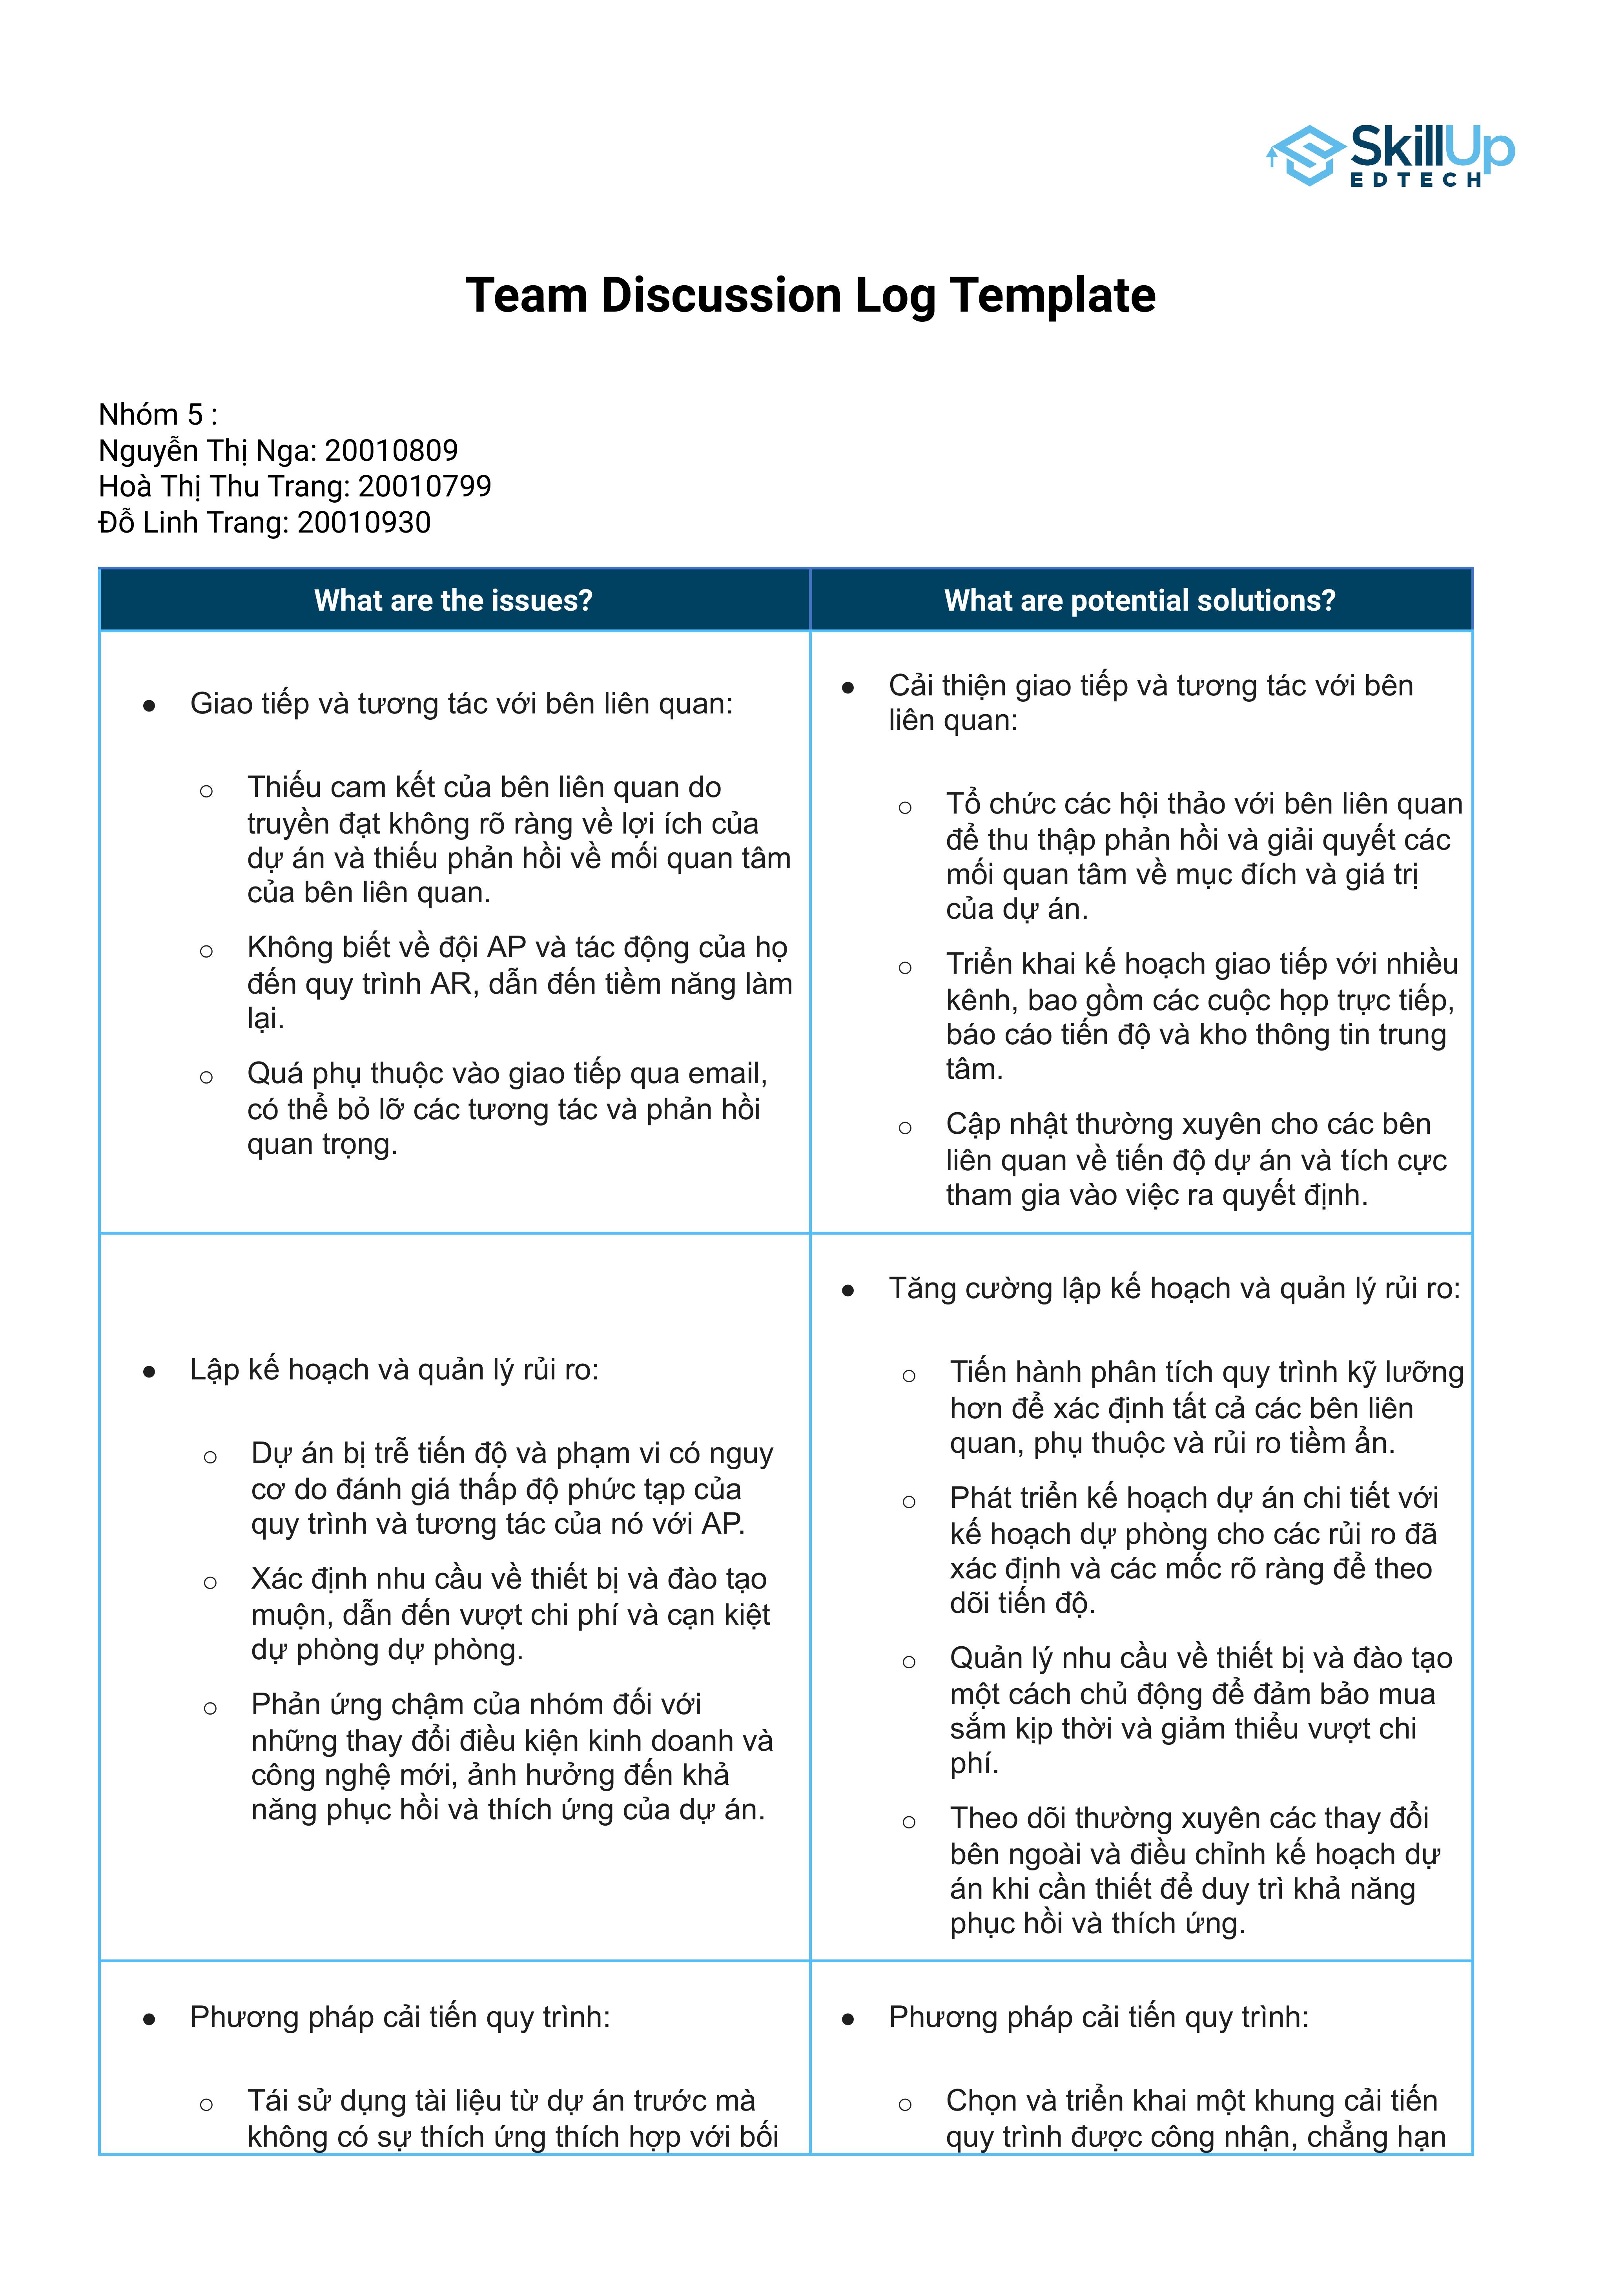 SkillUp
EDTECH
Team Discussion Log Template
Nhóm 5 :
Nguyễn Thị Nga: 20010809
Hoà Thị Thu Trang: 20010799
Đỗ Linh Trang: 20010930
What are the issues?
● Giao tiếp và tương tác với bên liên quan:
○ Thiếu cam kết của bên liên quan do
truyền đạt không rõ ràng về lợi ích của
dự án và thiếu phản hồi về mối quan tâm
của bên liên quan.
○ Không biết về đội AP và tác động của họ
đến quy trình AR, dẫn đến tiềm năng làm
lại.
○ Quá phụ thuộc vào giao tiếp qua email,
có thể bỏ lỡ các tương tác và phản hồi
quan trọng.
What are potential solutions?
● Cải thiện giao tiếp và tương tác với bên
liên quan:
○ Tổ chức các hội thảo với bên liên quan
để thu thập phản hồi và giải quyết các
mối quan tâm về mục đích và giá trị
của dự án.
○ Triển khai kế hoạch giao tiếp với nhiều
kênh, bao gồm các cuộc họp trực tiếp,
báo cáo tiến độ và kho thông tin trung
tâm.
○ Cập nhật thường xuyên cho các bên
liên quan về tiến độ dự án và tích cực
tham gia vào việc ra quyết định.
● Lập kế hoạch và quản lý rủi ro:
○ Dự án bị trễ tiến độ và phạm vi có nguy
cơ do đánh giá thấp độ phức tạp của
quy trình và tương tác của nó với AP.
○ Xác định nhu cầu về thiết bị và đào tạo
muộn, dẫn đến vượt chi phí và cạn kiệt
dự phòng dự phòng.
○ Phản ứng chậm của nhóm đối với
những thay đổi điều kiện kinh doanh và
công nghệ mới, ảnh hưởng đến khả
năng phục hồi và thích ứng của dự án.
● Tăng cường lập kế hoạch và quản lý rủi ro:
○ Tiến hành phân tích quy trình kỹ lưỡng
hơn để xác định tất cả các bên liên
quan, phụ thuộc và rủi ro tiềm ẩn.
○ Phát triển kế hoạch dự án chi tiết với
kế hoạch dự phòng cho các rủi ro đã
xác định và các mốc rõ ràng để theo
dõi tiến độ.
○ Quản lý nhu cầu về thiết bị và đào tạo
một cách chủ động để đảm bảo mua
sắm kịp thời và giảm thiểu vượt chi
phí.
○ Theo dõi thường xuyên các thay đổi
bên ngoài và điều chỉnh kế hoạch dự
án khi cần thiết để duy trì khả năng
phục hồi và thích ứng.
● Phương pháp cải tiến quy trình:
○ Tái sử dụng tài liệu từ dự án trước mà
không có sự thích ứng thích hợp với bối
● Phương pháp cải tiến quy trình:
○ Chọn và triển khai một khung cải tiến
quy trình được công nhận, chẳng hạn